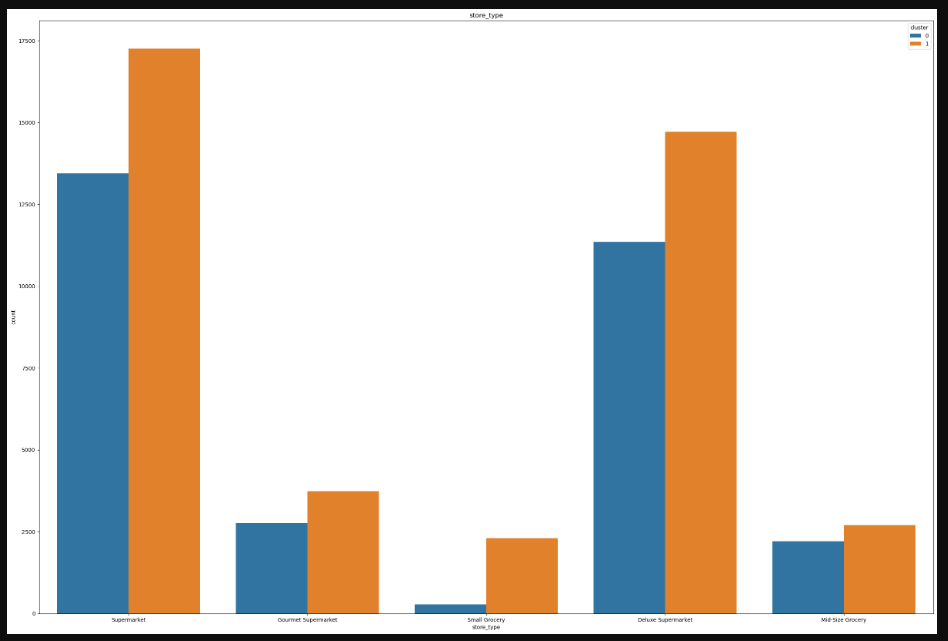 store_type
cluster
0
1
17500
15000
12500
10000
7500
5000
2500
0
count
Supermarket
Gourmet Supermarket
Small Grocery
Deluxe Supermarket
Mid-Size Grocery
store_type